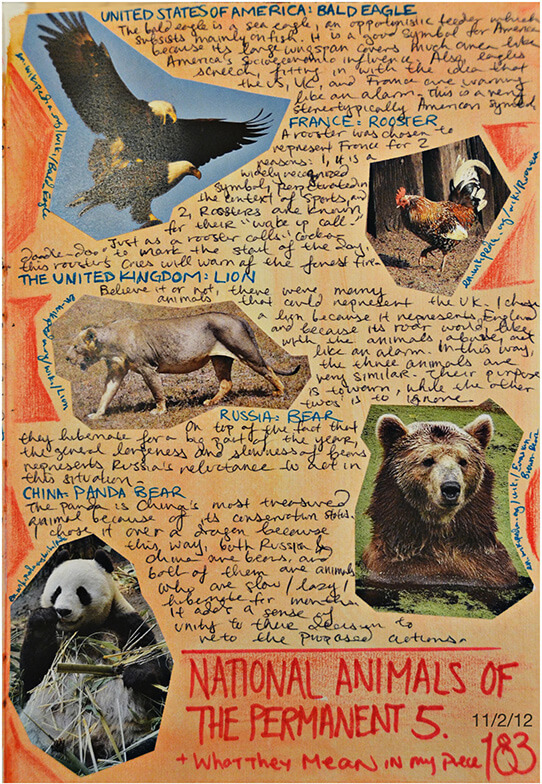 UNITED STATES OF AMERICA: BALD EAGLE
The bald eagle is a sea eagle, an opportunistic feeder which
subsists mainly on fish. It is a good symbol for America
because its large wingspan covers much area like
America's socioeconomic influence. Also, eagles
screech, fitting in with the idea that
the US, UK, and France are warning
like an alarm. This is a very
stereotypically American symbol
en.wikipedia.org/wiki/Bald_Eagle
FRANCE: ROOSTER
A rooster was chosen to
represent France for 2
reasons: 1, it is a
widely recognized
symbol, perpetuated in
the context of sports, and
2, Roosters are known
for their "wake up call"
Just as a rooster calls "Cock-a-
Doodle-doo" to mark the start of the day,
this rooster's cries will warn of the forest fire
en.wikipedia.org/wiki/Rooster
THE UNITED KINGDOM: LION
Believe it or not, there were many
animals that could represent the UK. I chose
a lion because it represents England
and because its roar would, like
with the animals above, act
like an alarm. In this way,
the three animals are
very similar. Their purpose
is to warn, while the other
two's is to ignore.
en.wikipedia.org/wiki/Lion
RUSSIA: BEAR
On top of the fact that
they hibernate for a big part of the year,
the general largeness and slowness of bears
represents Russia's reluctance to act in
this situation.
CHINA: PANDA BEAR
The panda is China's most treasured
animal because of its conservation status.
I chose it over a dragon because
this way, both Russia &
China are bears, and
both of them are animals
who are slow/lazy/
hibernate for months.
It adds a sense of
unity to their decision to
veto the proposed actions.
en.wikipedia.org/wiki/Eurasian_
Brown_Bear
NATIONAL ANIMALS OF
THE PERMANENT 5.
11/2/12
+ What They Mean in my Piece
183